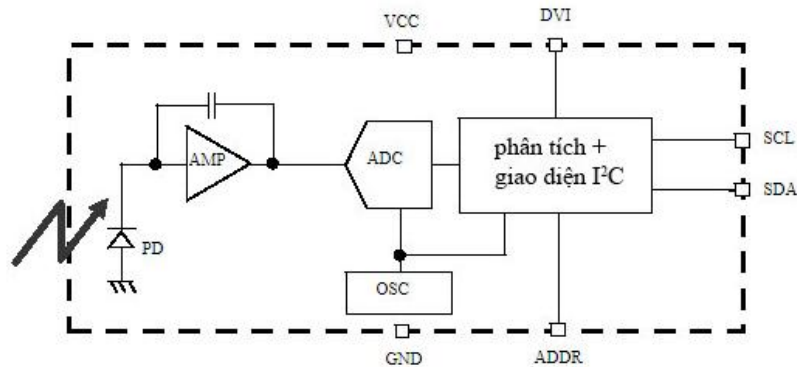 VCC
DVI
AMP
ADC
phân tích +
giao diện I²C
SCL
SDA
PD
OSC
GND
ADDR